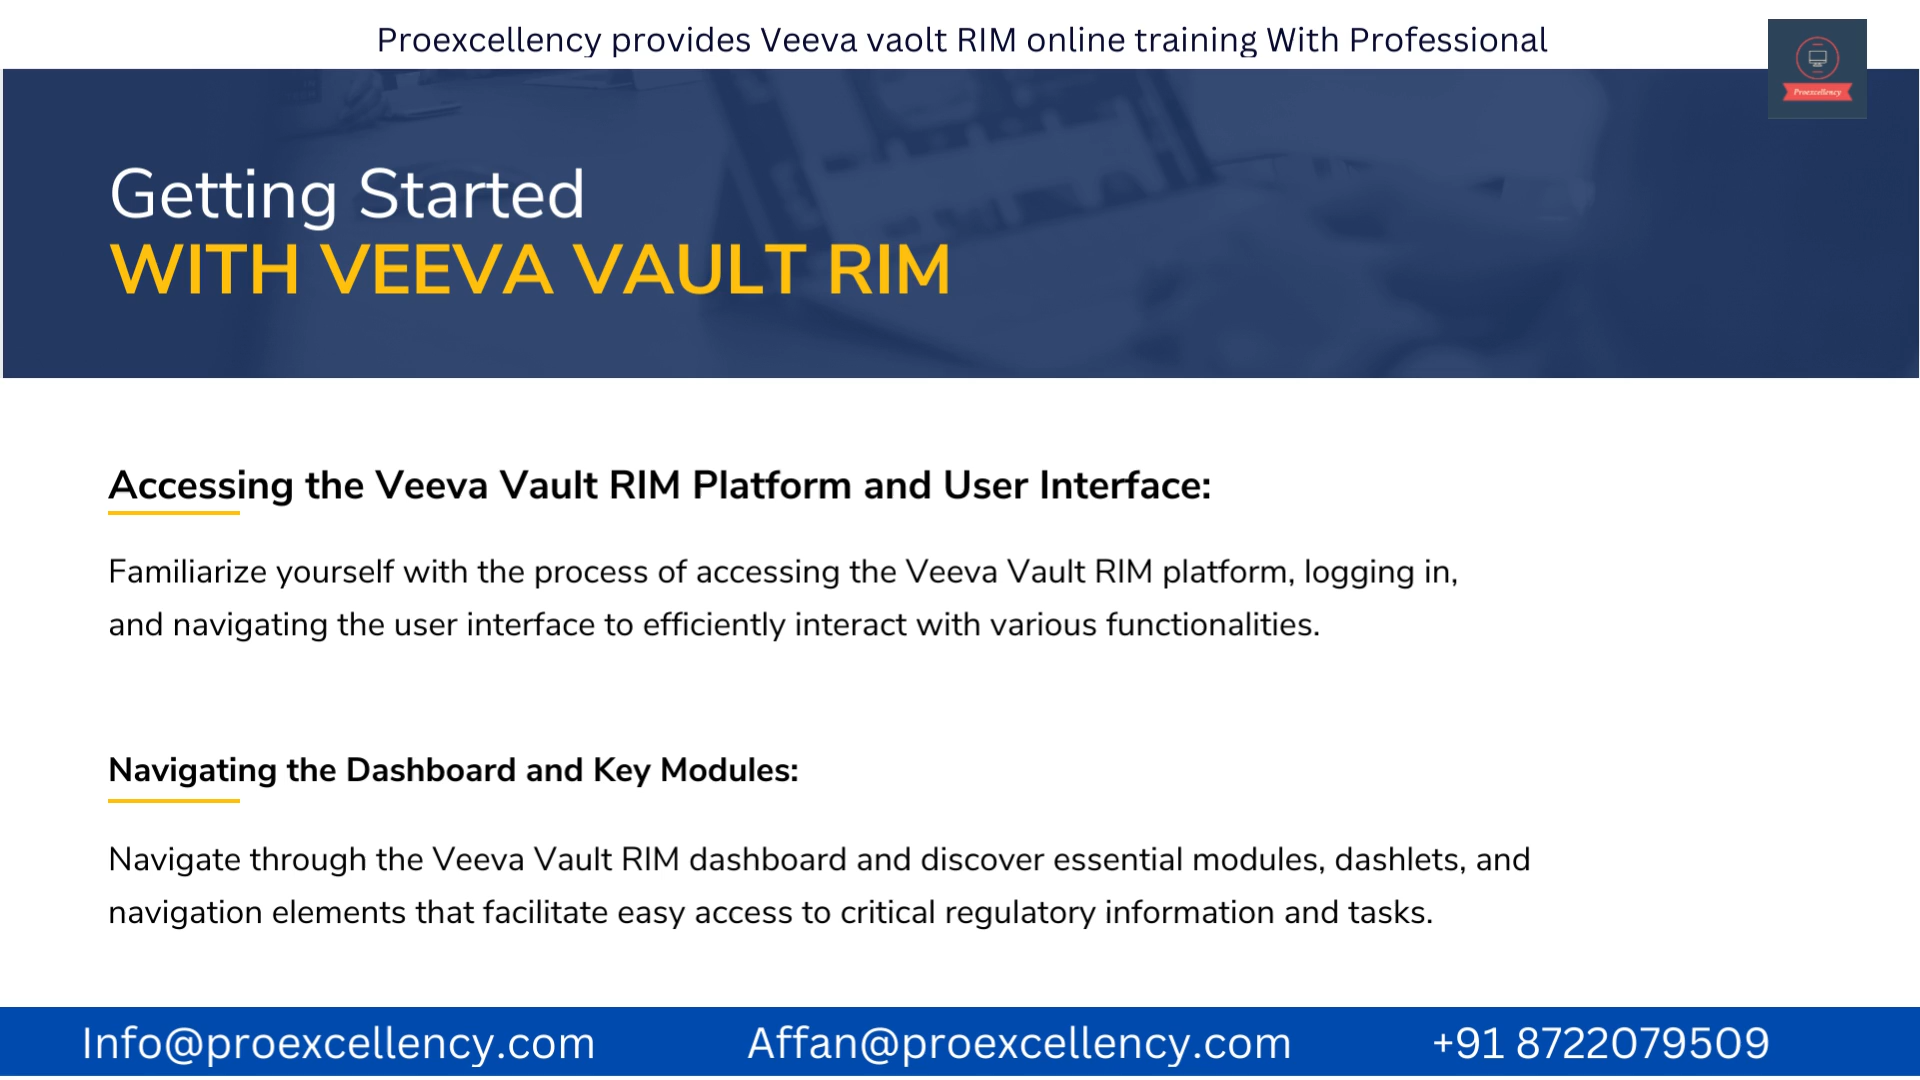 Proexcellency provides Veeva vaolt RIM online training With Professional
Proexcellency
Getting Started
WITH VEEVA VAULT RIM
Accessing the Veeva Vault RIM Platform and User Interface:
Familiarize yourself with the process of accessing the Veeva Vault RIM platform, logging in,
and navigating the user interface to efficiently interact with various functionalities.
Navigating the Dashboard and Key Modules:
Navigate through the Veeva Vault RIM dashboard and discover essential modules, dashlets, and
navigation elements that facilitate easy access to critical regulatory information and tasks.
Info@proexcellency.com
Affan@proexcellency.com
+91 8722079509